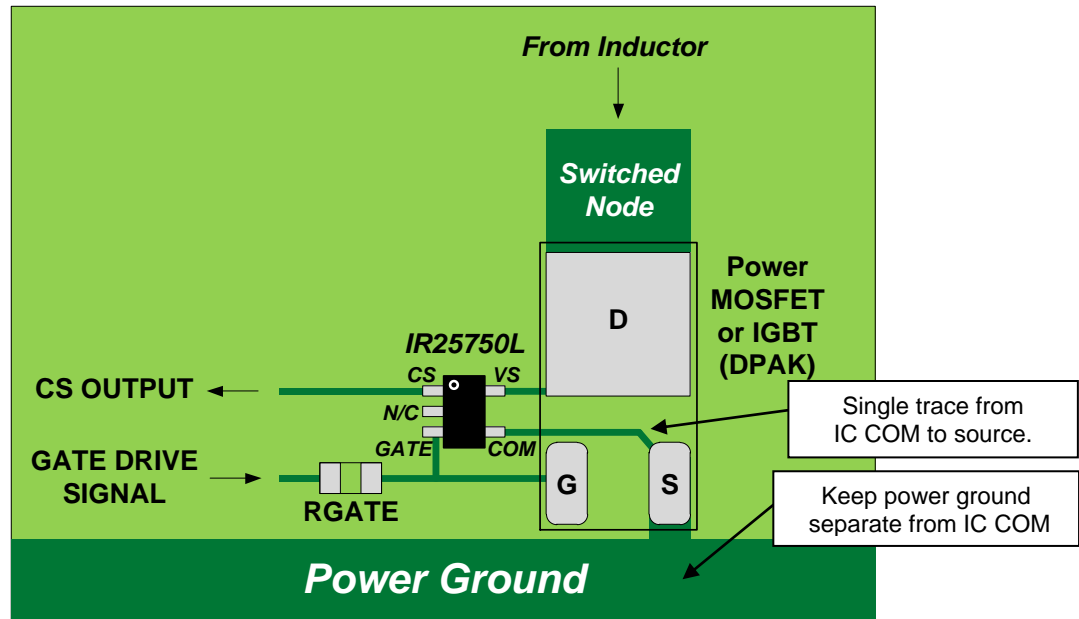 From Inductor
Switched
Node
Power
MOSFET
or IGBT
(DPAK)
D
IR25750L
CS VS
CS OUTPUT
N/C
GATE COM
Single trace from
IC COM to source.
GATE DRIVE
SIGNAL
RGATE
G
S
Keep power ground
separate from IC COM
Power Ground